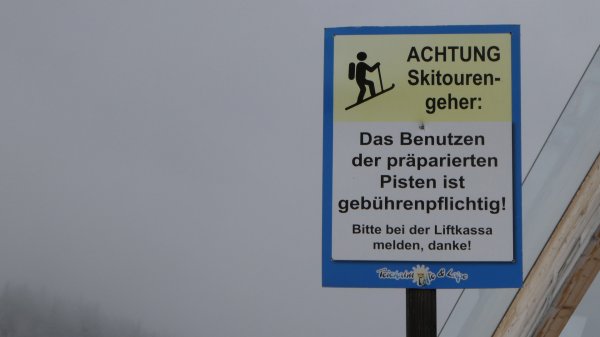 ACHTUNG
Skitouren-
geher:
Das Benutzen
der präparierten
Pisten ist
gebührenpflichtig!
Bitte bei der Liftkassa
melden, danke!